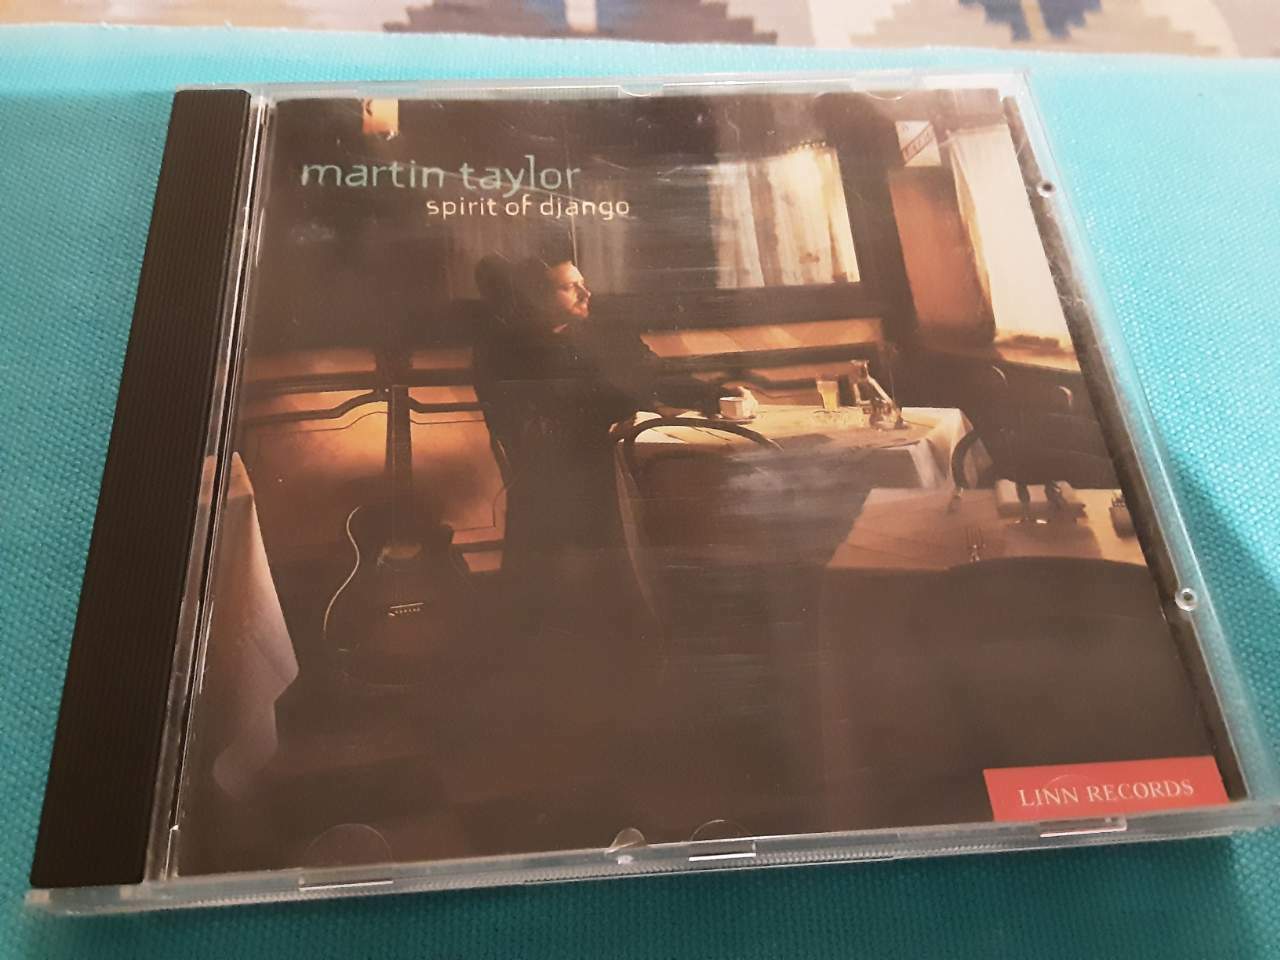 martin taylor
spirit of django
LINN RECORDS